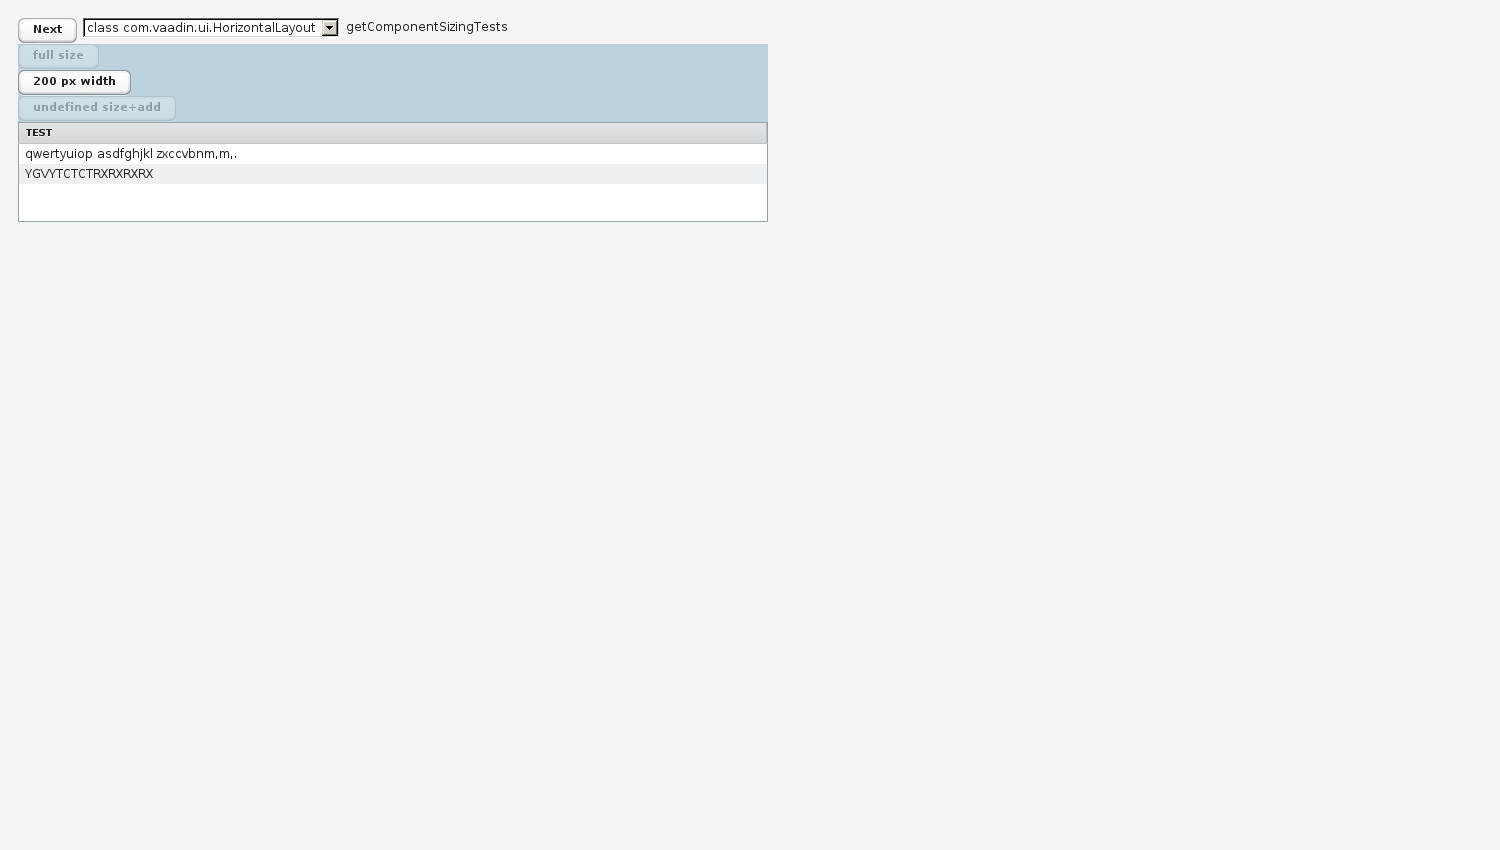 Next class com.vaadin.ui.HorizontalLayout getComponentSizingTests
full size
200 px width
undefined size+add
TEST
qwertyuiop asdfghjkl zxccvbnm,m,.
YGVYTCTCTRXRXRXRX